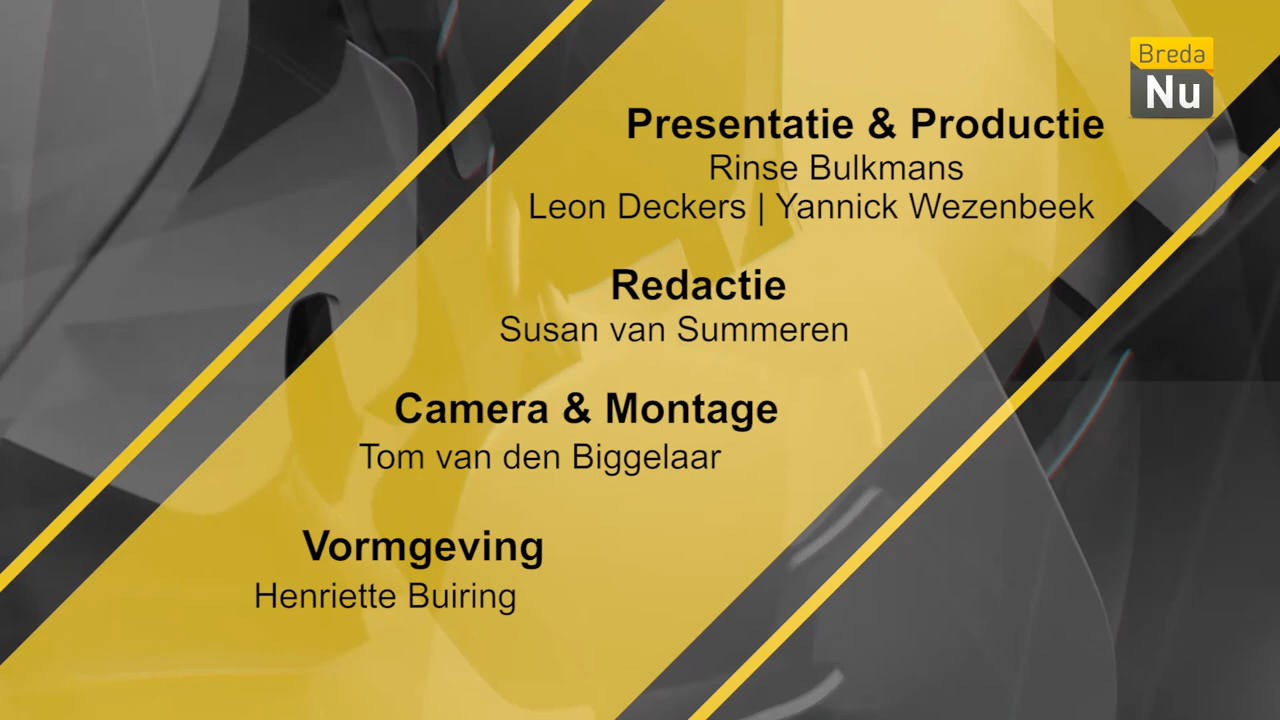 Breda
Nu
Presentatie & Productie
Rinse Bulkmans
Leon Deckers | Yannick Wezenbeek
Redactie
Susan van Summeren
Camera & Montage
Tom van den Biggelaar
Vormgeving
Henriette Buiring